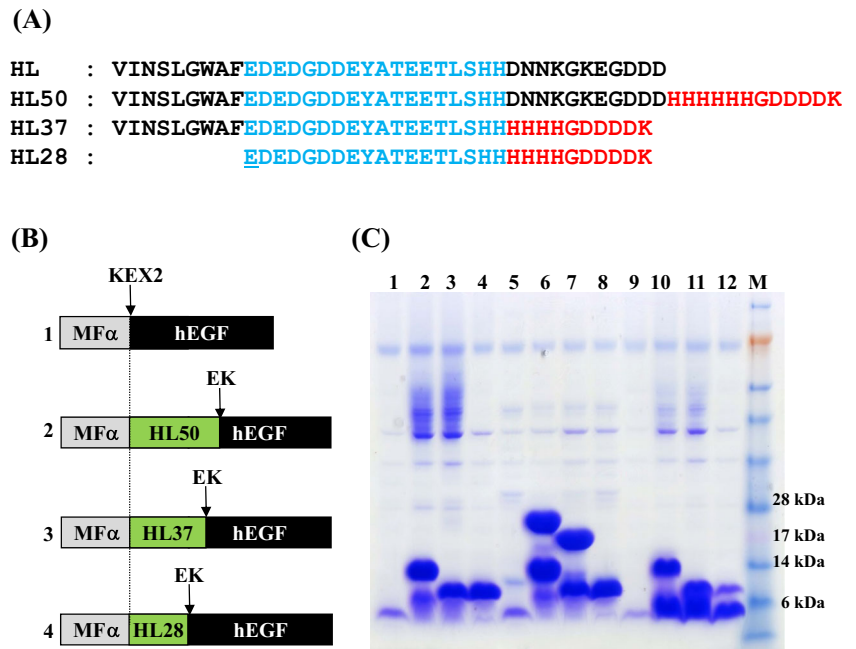 (A)
HL : VINSLGWAFEDEDGDDEYATEETLSHHDNNKGKEGDDD
HL50 : VINSLGWAFEDEDGDDEYATEETLSHHDNNKGKEGDDDHHHHHHGDDDDK
HL37 : VINSLGWAFEDEDGDDEYATEETLSHHHHHHGDDDDK
HL28 : EDEDGDDEYATEETLSHHHHHHGDDDDK
(B)
KEX2
1 MFα hEGF
EK
2 MFα HL50 hEGF
EK
3 MFα HL37 hEGF
EK
4 MFα HL28 hEGF
(C)
1 2 3 4 5 6 7 8 9 10 11 12 M
28 kDa
17 kDa
14 kDa
6 kDa